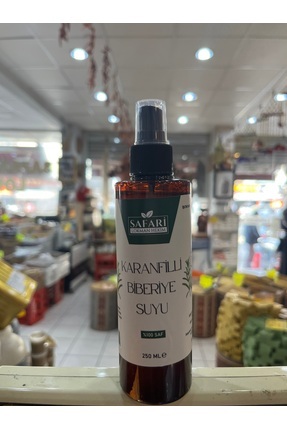 SAFARİ
KARANFİLLİ
BİBERİYE
SUYU
%100 SAF
250 ML e